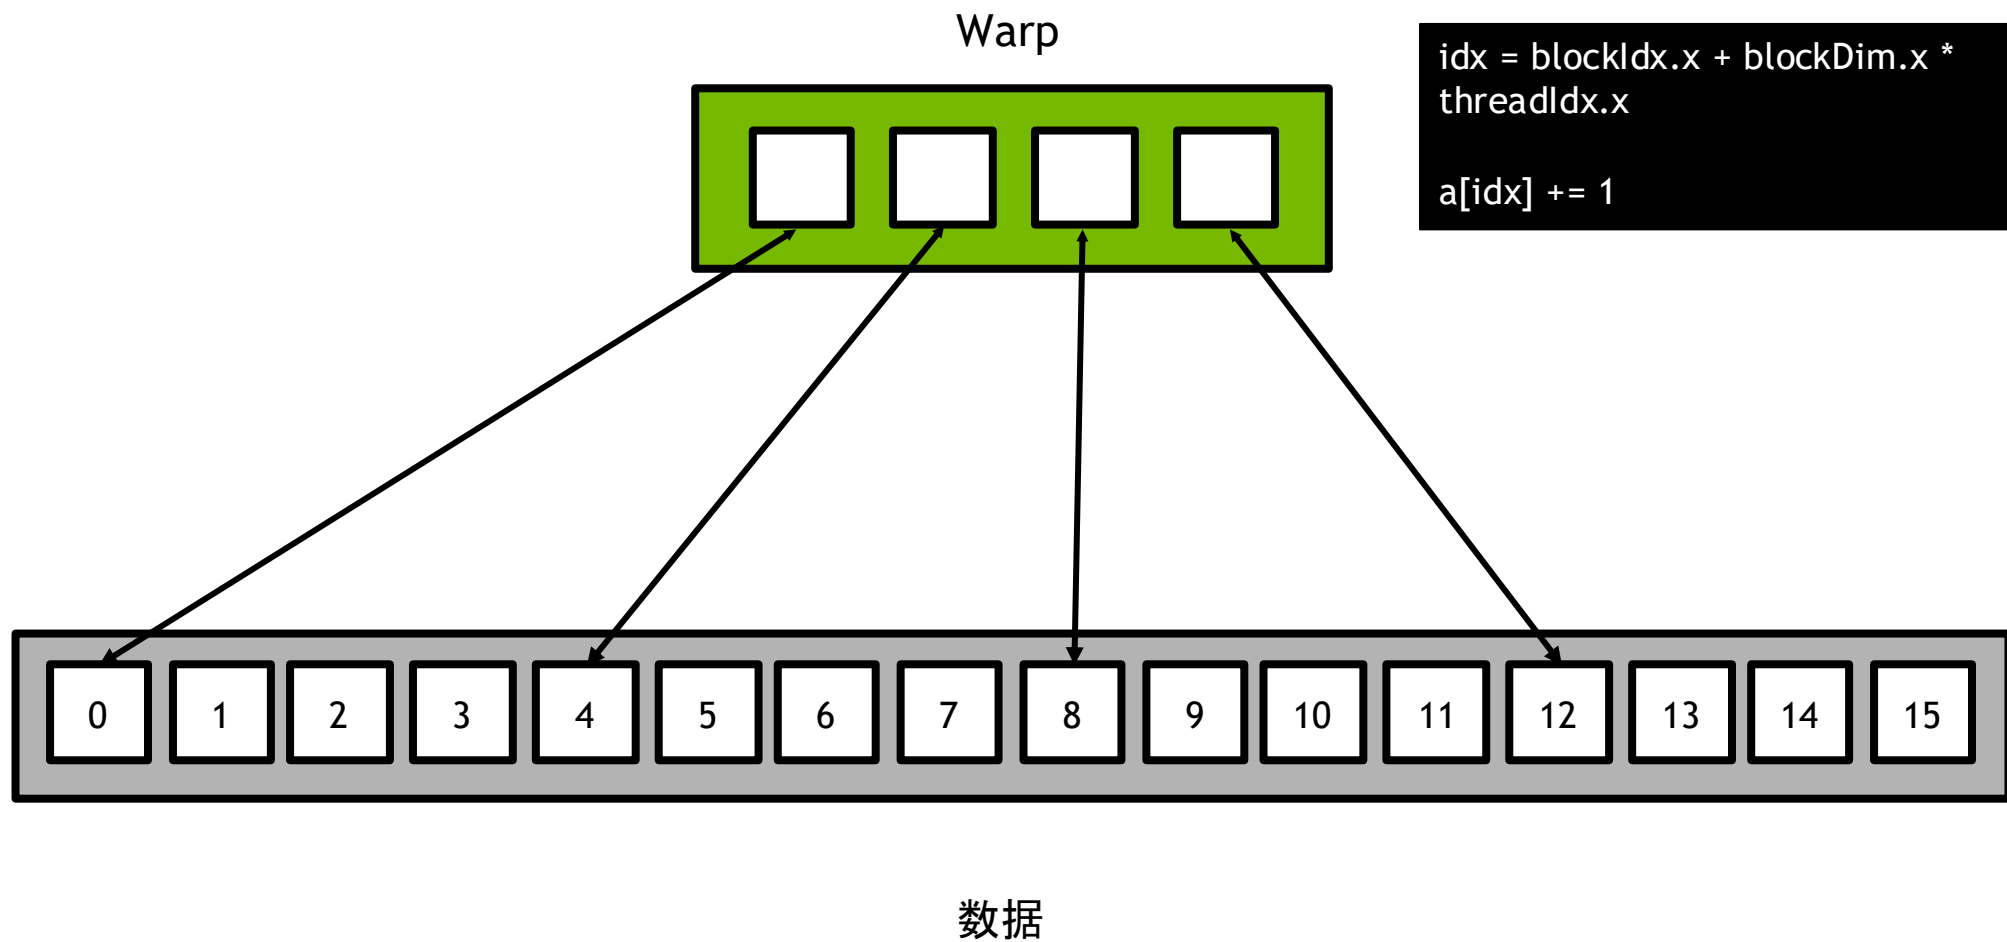 Warp
idx = blockIdx.x + blockDim.x *
threadIdx.x
a[idx] += 1
0 1 2 3 4 5 6 7 8 9 10 11 12 13 14 15
数据